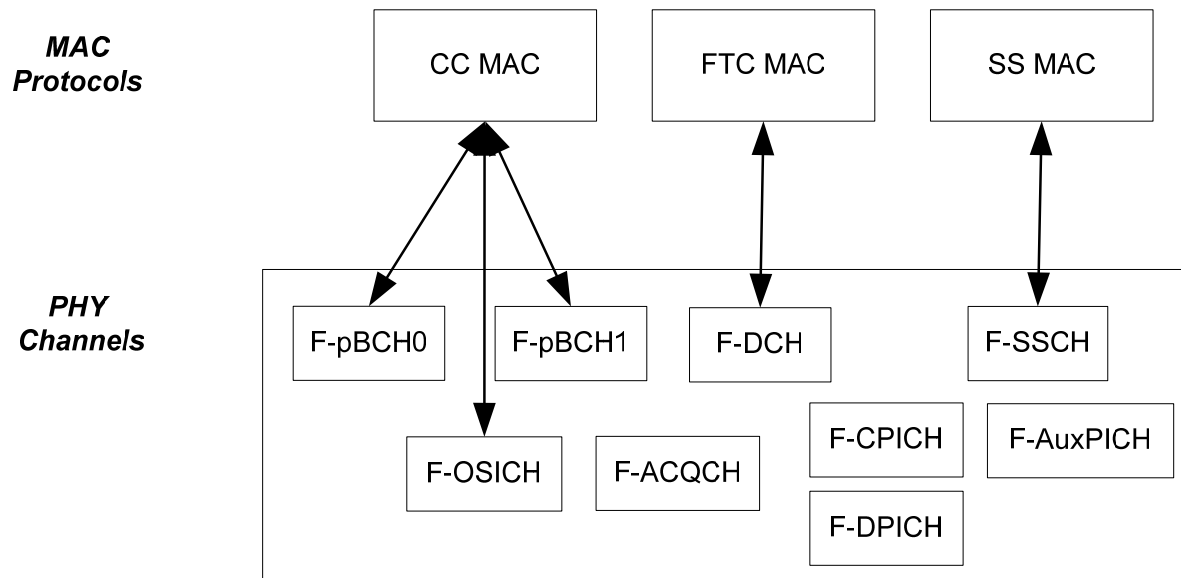 MAC
Protocols
CC MAC
FTC MAC
SS MAC
PHY
Channels
F-pBCH0
F-pBCH1
F-DCH
F-SSCH
F-CPICH
F-AuxPICH
F-OSICH
F-ACQCH
F-DPICH